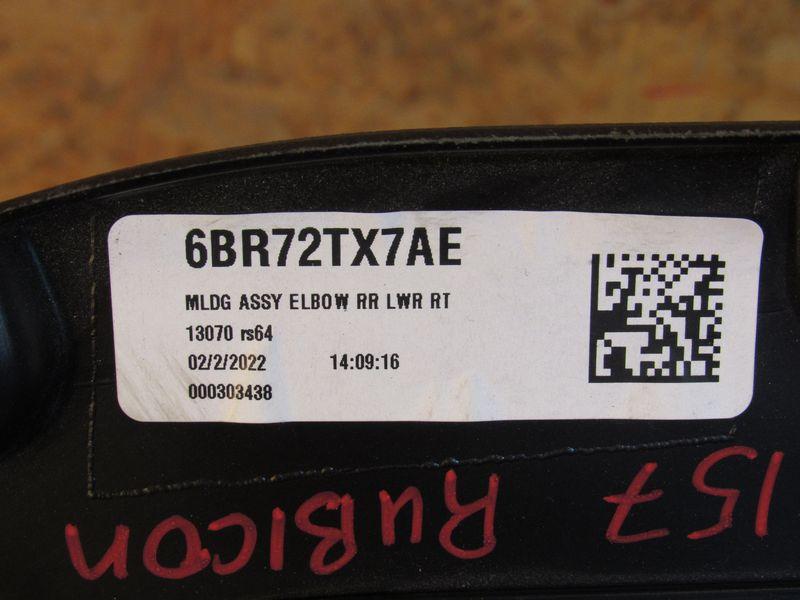 6BR72TX7AE
MLDG ASSY ELBOW RR LWR RT
13070 rs64
02/2/2022 14:09:16
000303438
157 RUBICON